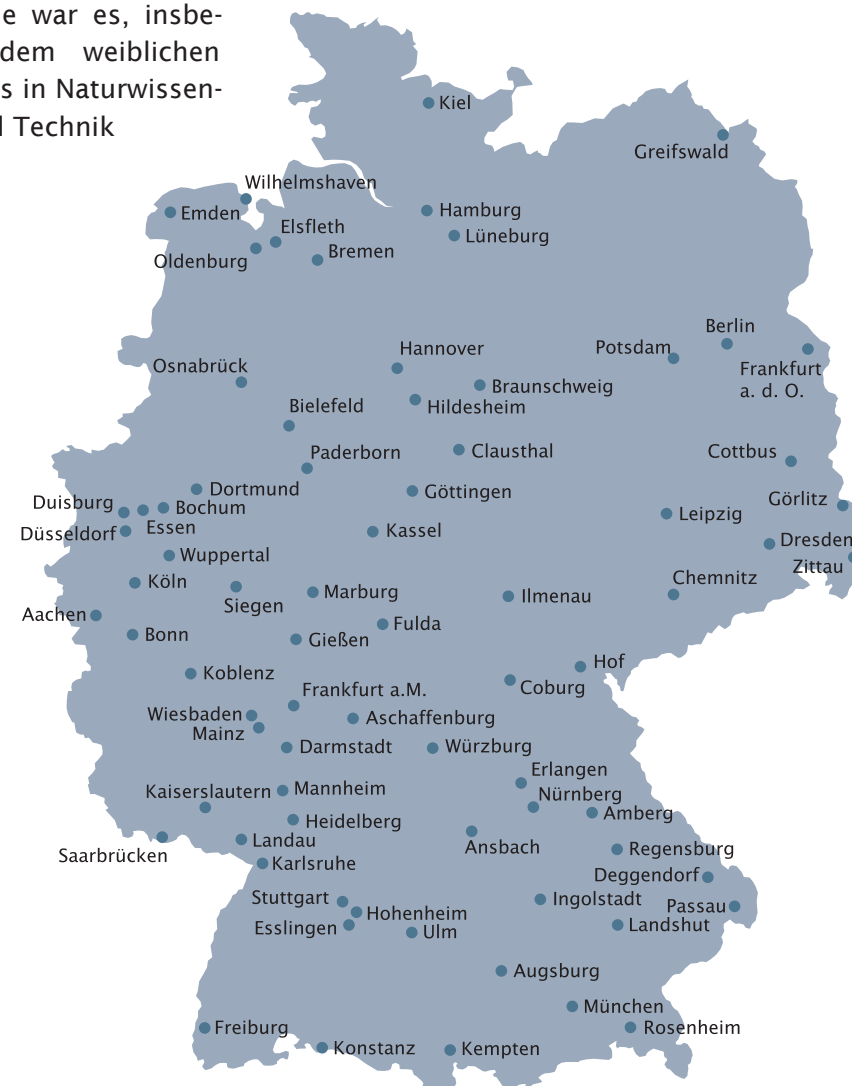 e war es, insbe-
dem weiblichen
s in Naturwissen-
l Technik
Kiel
Greifswald
Wilhelmshaven
Emden
Hamburg
Elsfleth
Lüneburg
Bremen
Oldenburg
Berlin
Hannover
Potsdam
Osnabrück
Frankfurt
a. d. O.
Braunschweig
Bielefeld
Hildesheim
Paderborn
Clausthal
Cottbus
Dortmund
Göttingen
Duisburg
Bochum
Görlitz
Leipzig
Essen
Düsseldorf
Kassel
Dresden
Wuppertal
Zittau
Köln
Chemnitz
Siegen
Marburg
Ilmenau
Aachen
Fulda
Bonn
Gießen
Hof
Koblenz
Coburg
Frankfurt a.M.
Wiesbaden
Aschaffenburg
Mainz
Darmstadt
Würzburg
Erlangen
Kaiserslautern
Mannheim
Nürnberg
Amberg
Heidelberg
Landau
Ansbach
Regensburg
Saarbrücken
Karlsruhe
Deggendorf
Stuttgart
Ingolstadt
Passau
Hohenheim
Esslingen
Ulm
Landshut
Augsburg
München
Freiburg
Rosenheim
Konstanz
Kempten